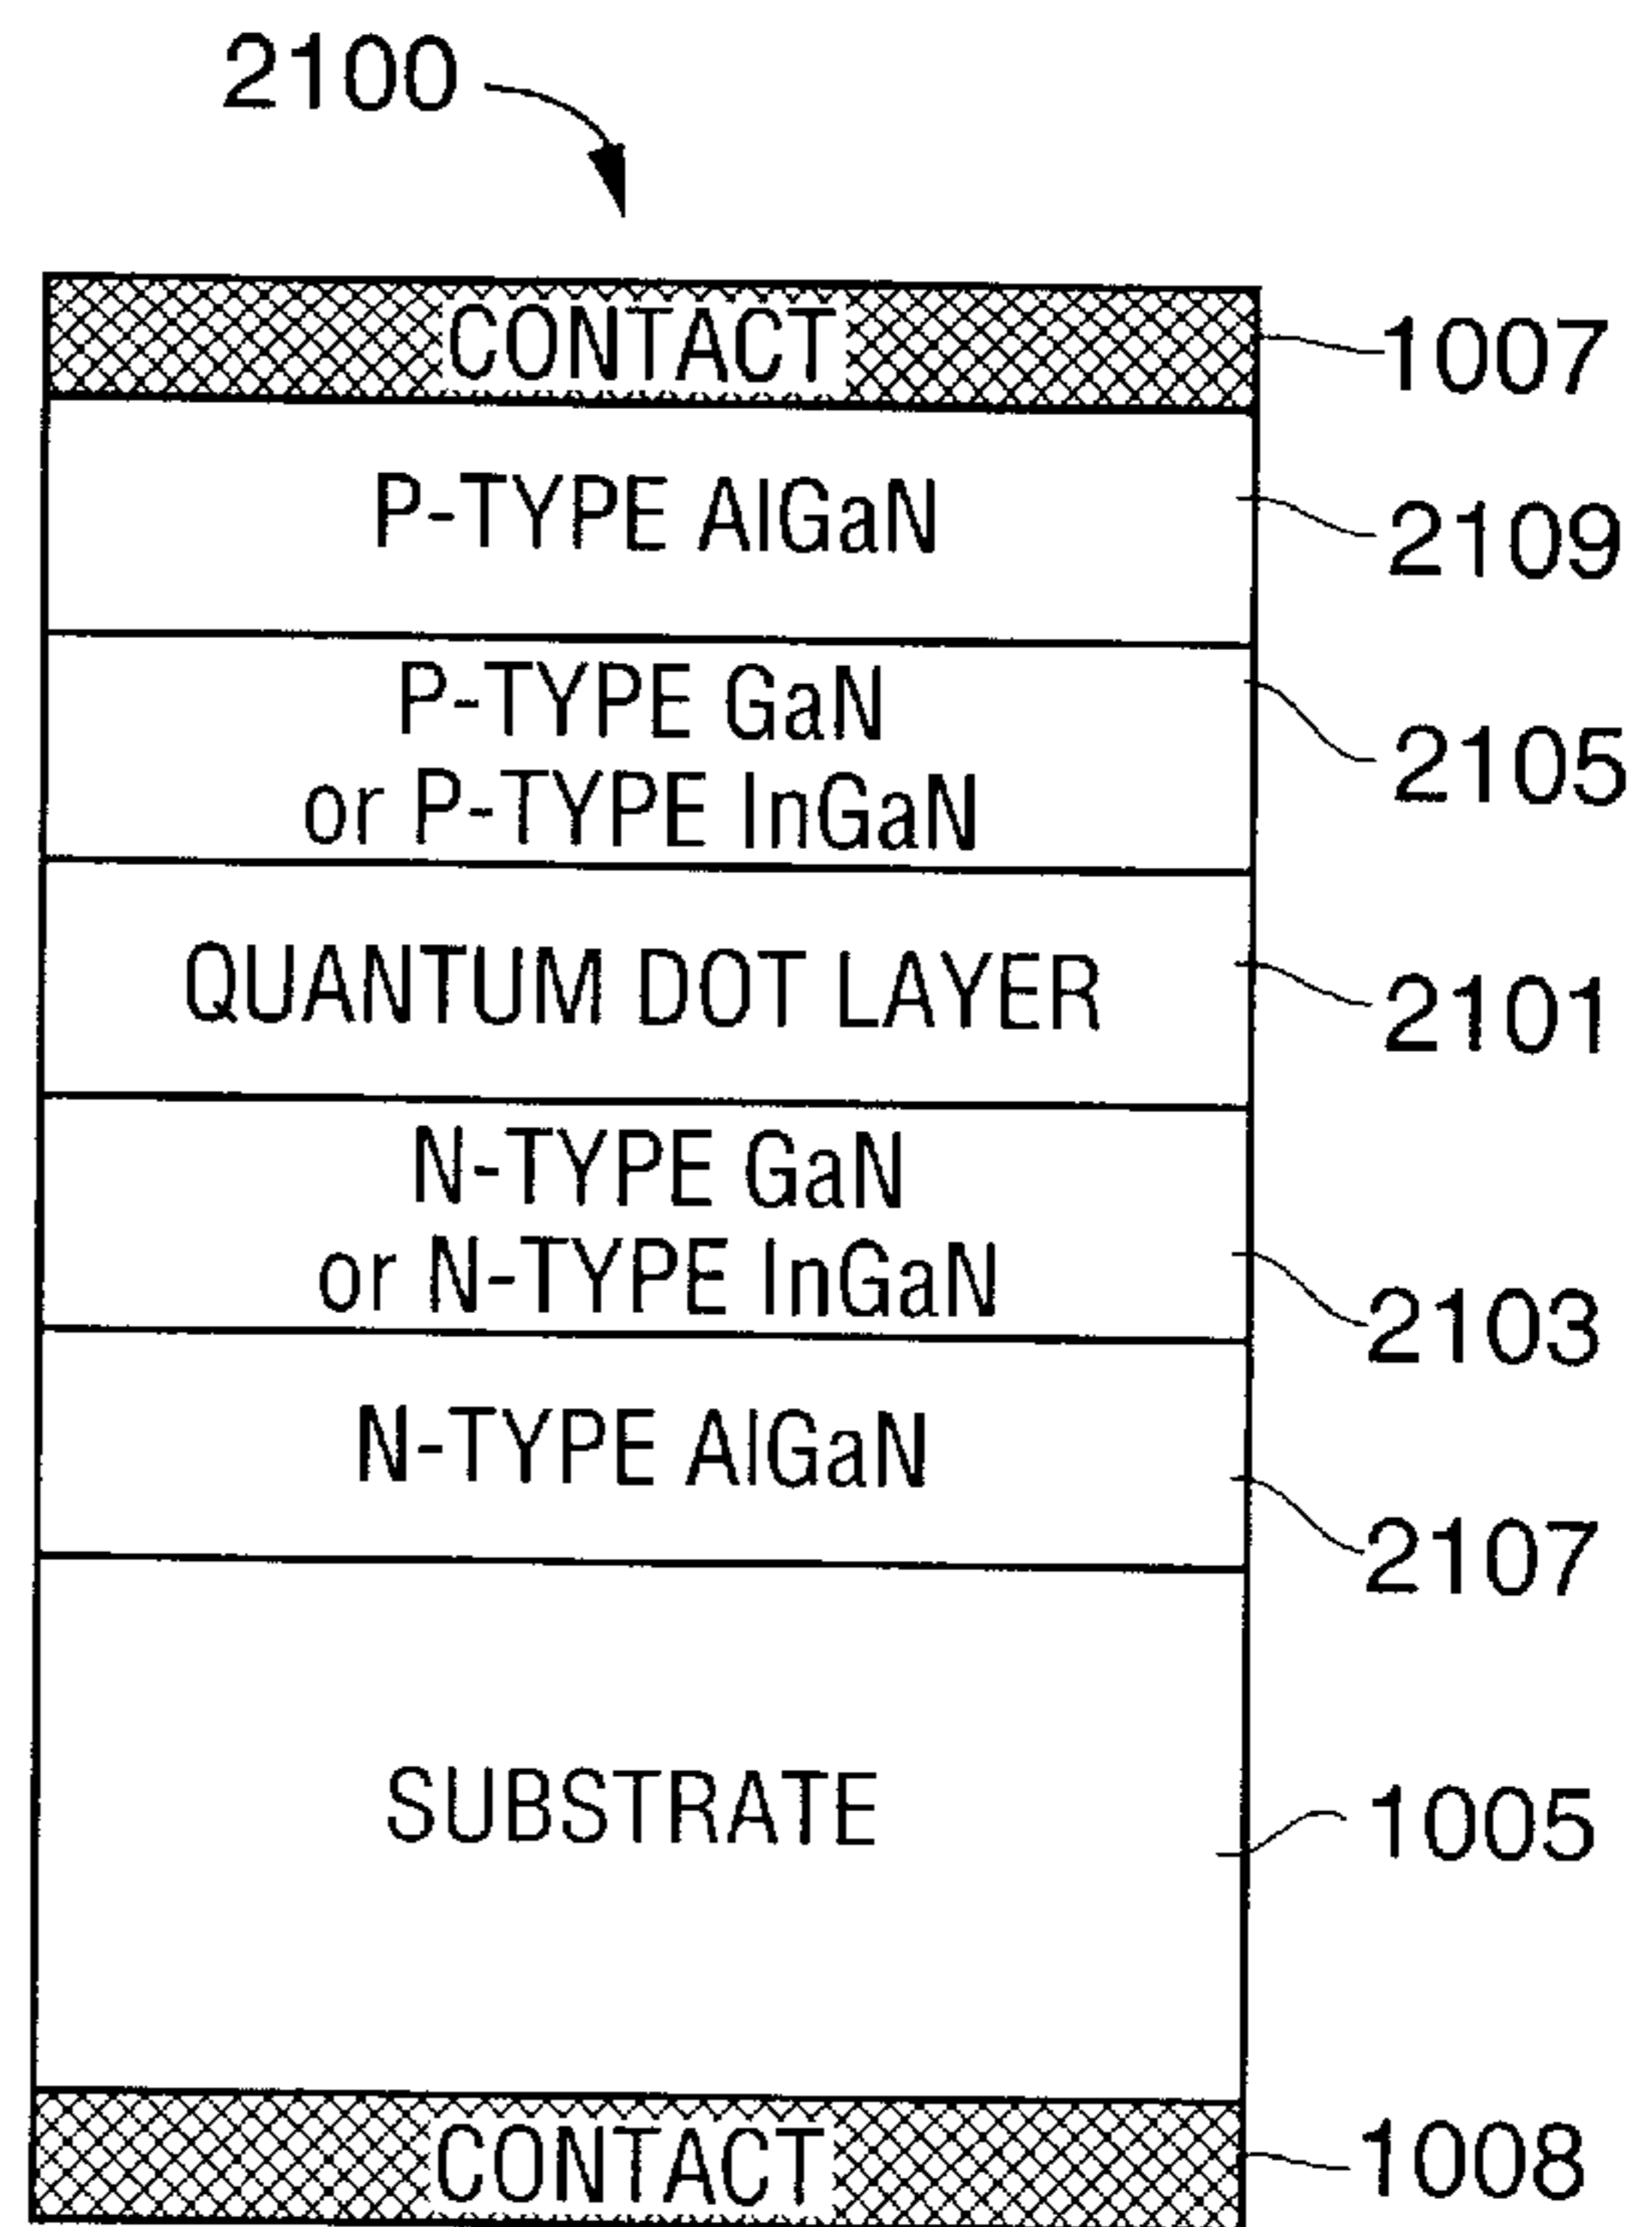 2100
CONTACT
1007
P-TYPE AlGaN
2109
P-TYPE GaN
or P-TYPE InGaN
2105
QUANTUM DOT LAYER
2101
N-TYPE GaN
or N-TYPE InGaN
2103
N-TYPE AlGaN
2107
SUBSTRATE
1005
CONTACT
1008